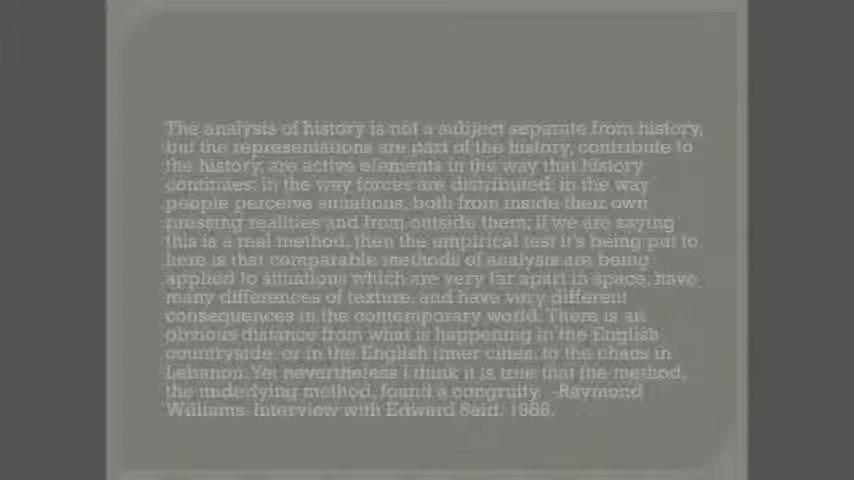 The analysis of history is not a subject separate from history,
but the representations are part of the history, contribute to
the history, are active elements in the way that history
continues; in the way forces are distributed; in the way
people perceive situations, both from inside their own
pressing realities and from outside them; if we are saying
this is a real method, then the empirical test it's being put to
here is that comparable methods of analysis are being
applied to situations which are very far apart in space, have
many differences of texture, and have very different
consequences in the contemporary world. There is an
obvious distance from what is happening in the English
countryside, or in the English inner cities, to the chaos in
Lebanon. Yet nevertheless I think it is true that the method,
the underlying method, found a congruity. -Raymond
Williams. Interview with Edward Said.